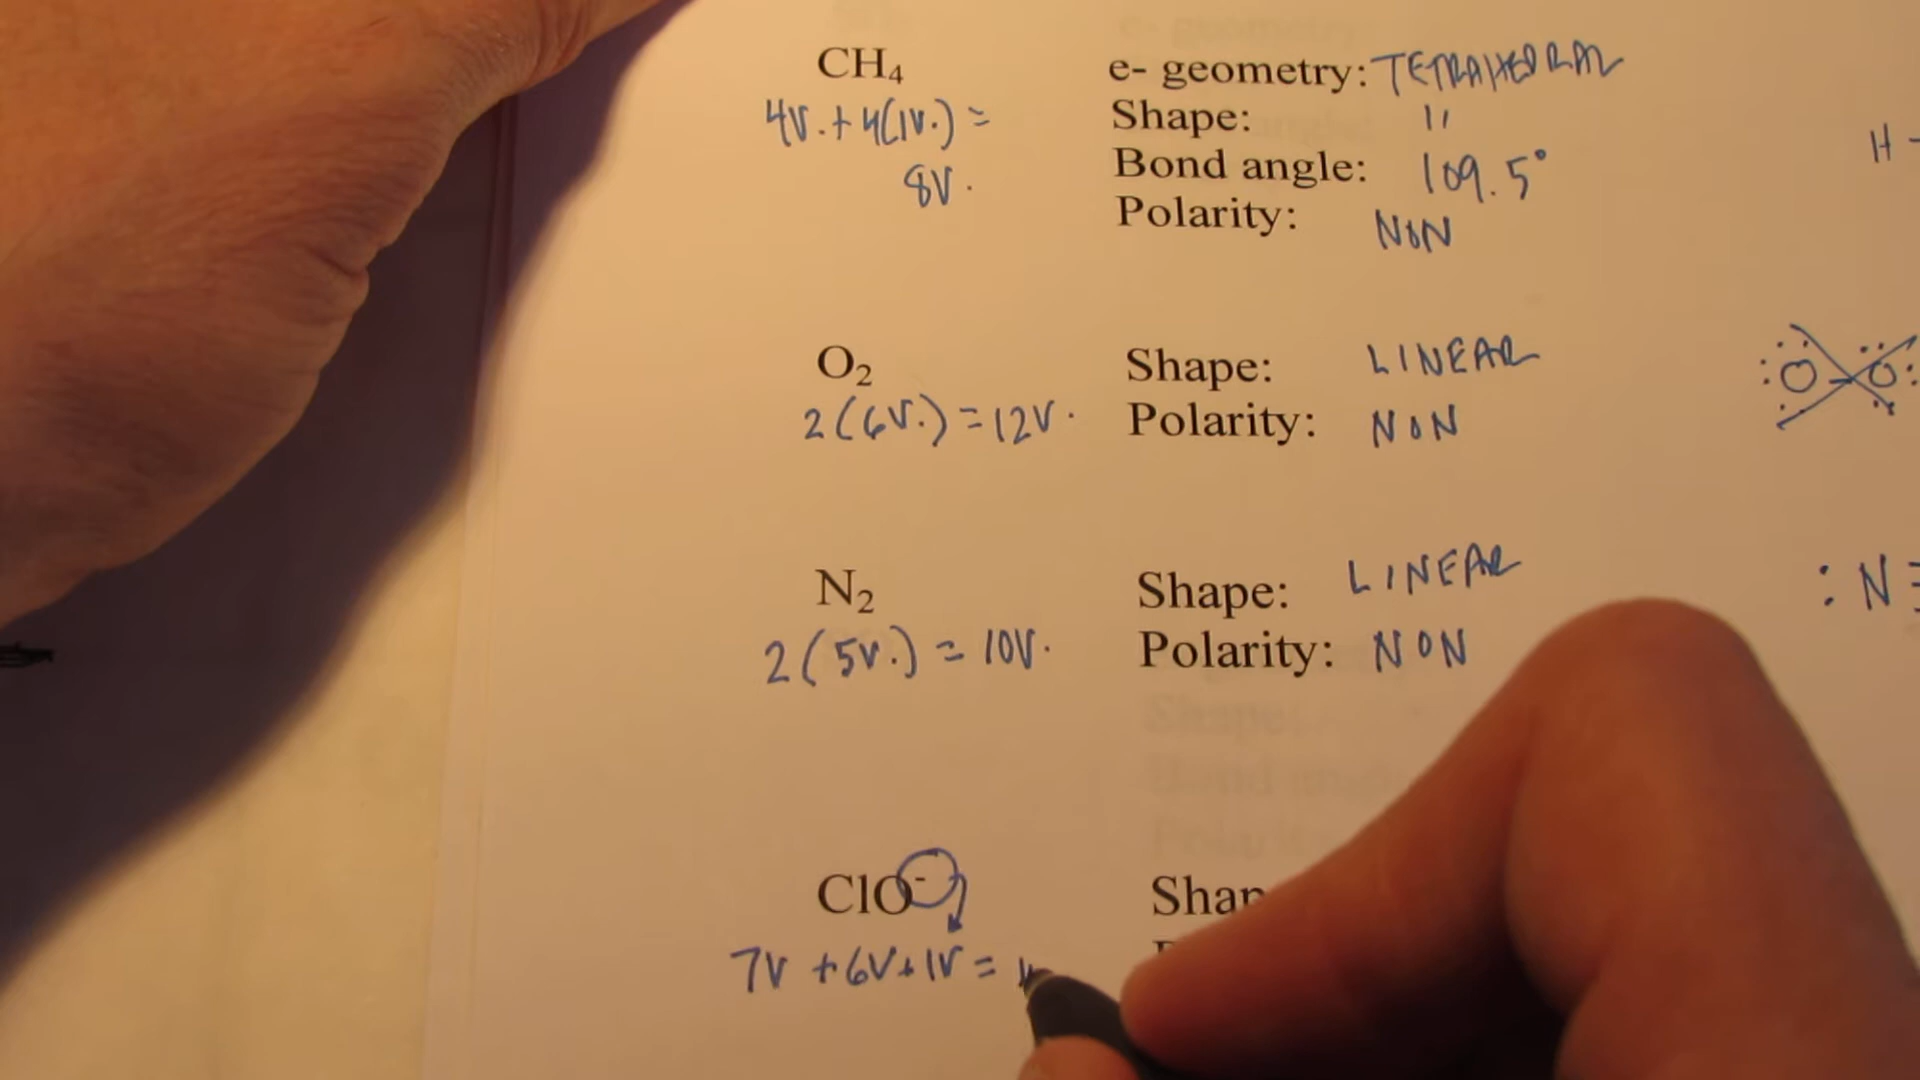 CH₄ e- geometry: TETRAHEDRAL
4V. + 4(1V.) = Shape: "
8V. Bond angle: 109.5°
Polarity: NON
H -
O₂ Shape: LINEAR
2(6V.) = 12V. Polarity: NON
:O-O:
N₂ Shape: LINEAR
2(5V.) = 10V. Polarity: NON
:N≡
ClO⁻
7V + 6V + 1V =